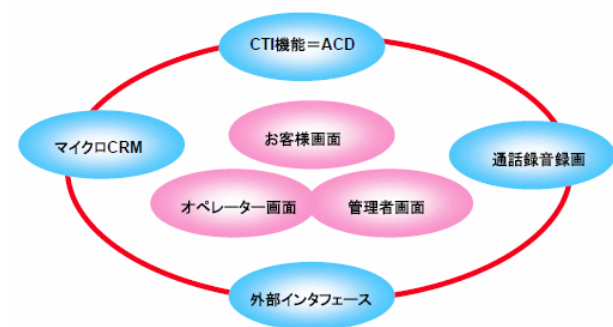 CTI機能＝ACD
マイクロCRM
お客様画面
通話録音録画
オペレーター画面
管理者画面
外部インタフェース